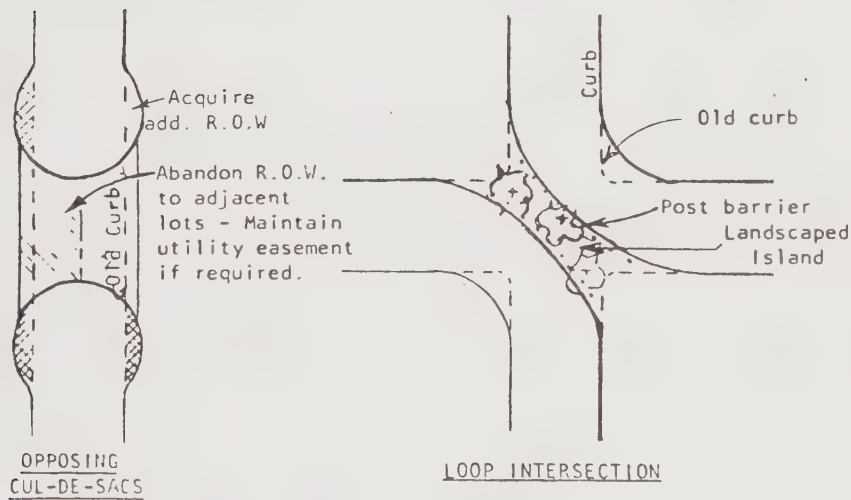 Acquire
add. R.O.W
Abandon R.O.W.
to adjacent
lots - Maintain
utility easement
if required.
Old Curb
OPPOSING
CUL-DE-SACS
Curb
Old curb
Post barrier
Landscaped
Island
LOOP INTERSECTION